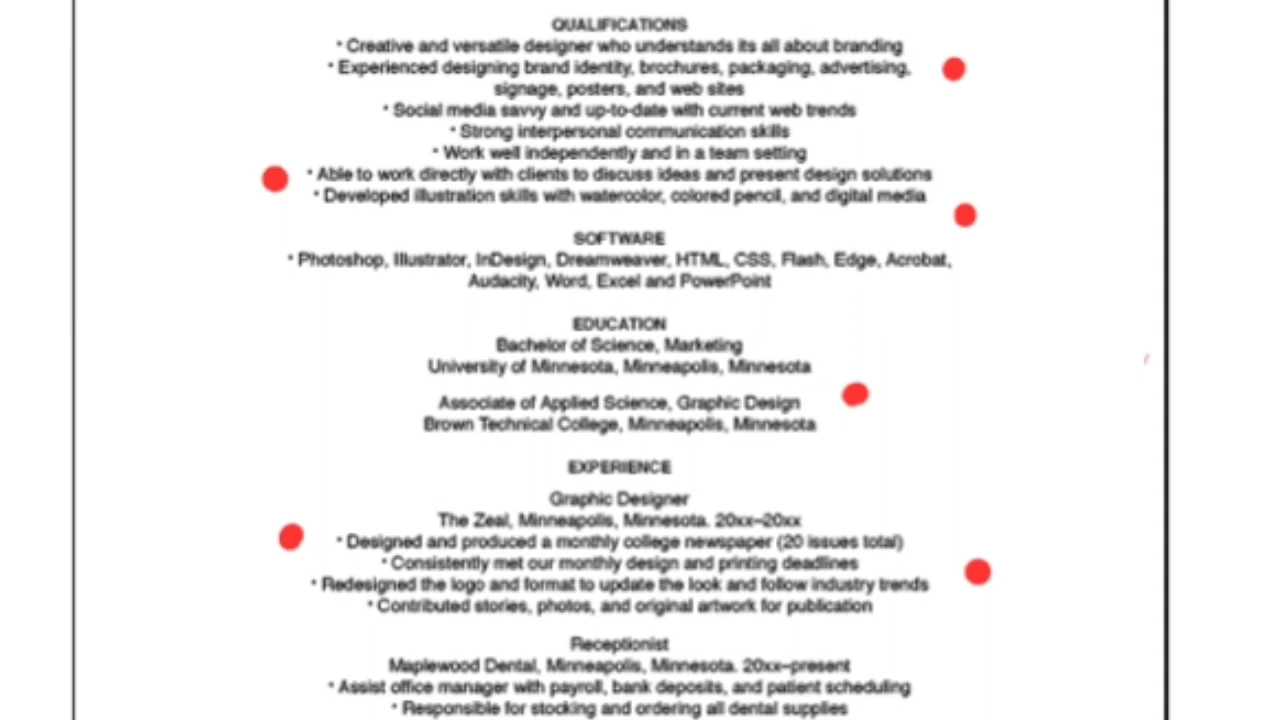 QUALIFICATIONS
• Creative and versatile designer who understands its all about branding
• Experienced designing brand identity, brochures, packaging, advertising,
signage, posters, and web sites
• Social media savvy and up-to-date with current web trends
• Strong interpersonal communication skills
• Work well independently and in a team setting
• Able to work directly with clients to discuss ideas and present design solutions
• Developed illustration skills with watercolor, colored pencil, and digital media
SOFTWARE
• Photoshop, Illustrator, InDesign, Dreamweaver, HTML, CSS, Flash, Edge, Acrobat,
Audacity, Word, Excel and PowerPoint
EDUCATION
Bachelor of Science, Marketing
University of Minnesota, Minneapolis, Minnesota
Associate of Applied Science, Graphic Design
Brown Technical College, Minneapolis, Minnesota
EXPERIENCE
Graphic Designer
The Zeal, Minneapolis, Minnesota. 20xx–20xx
• Designed and produced a monthly college newspaper (20 issues total)
• Consistently met our monthly design and printing deadlines
• Redesigned the logo and format to update the look and follow industry trends
• Contributed stories, photos, and original artwork for publication
Receptionist
Maplewood Dental, Minneapolis, Minnesota. 20xx–present
• Assist office manager with payroll, bank deposits, and patient scheduling
• Responsible for stocking and ordering all dental supplies